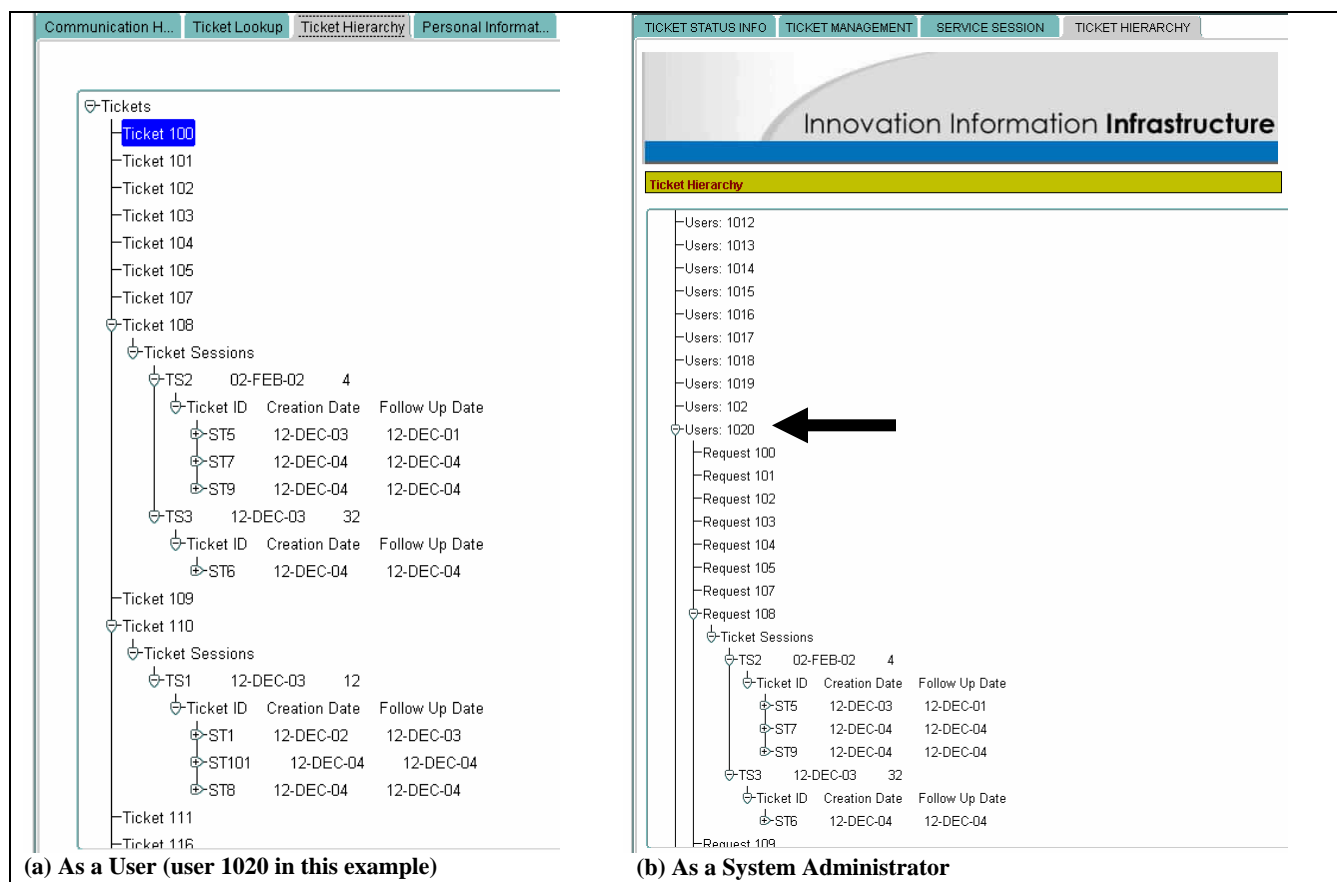 Communication H... Ticket Lookup Ticket Hierarchy Personal Informat...
Tickets
Ticket 100
Ticket 101
Ticket 102
Ticket 103
Ticket 104
Ticket 105
Ticket 107
Ticket 108
Ticket Sessions
TS2 02-FEB-02 4
Ticket ID Creation Date Follow Up Date
ST5 12-DEC-03 12-DEC-01
ST7 12-DEC-04 12-DEC-04
ST9 12-DEC-04 12-DEC-04
TS3 12-DEC-03 32
Ticket ID Creation Date Follow Up Date
ST6 12-DEC-04 12-DEC-04
Ticket 109
Ticket 110
Ticket Sessions
TS1 12-DEC-03 12
Ticket ID Creation Date Follow Up Date
ST1 12-DEC-02 12-DEC-03
ST101 12-DEC-04 12-DEC-04
ST8 12-DEC-04 12-DEC-04
Ticket 111
Ticket 116
(a) As a User (user 1020 in this example)
TICKET STATUS INFO TICKET MANAGEMENT SERVICE SESSION TICKET HIERARCHY
Innovation Information Infrastructure
Ticket Hierarchy
Users: 1012
Users: 1013
Users: 1014
Users: 1015
Users: 1016
Users: 1017
Users: 1018
Users: 1019
Users: 102
Users: 1020
Request 100
Request 101
Request 102
Request 103
Request 104
Request 105
Request 107
Request 108
Ticket Sessions
TS2 02-FEB-02 4
Ticket ID Creation Date Follow Up Date
ST5 12-DEC-03 12-DEC-01
ST7 12-DEC-04 12-DEC-04
ST9 12-DEC-04 12-DEC-04
TS3 12-DEC-03 32
Ticket ID Creation Date Follow Up Date
ST6 12-DEC-04 12-DEC-04
Request 109
(b) As a System Administrator